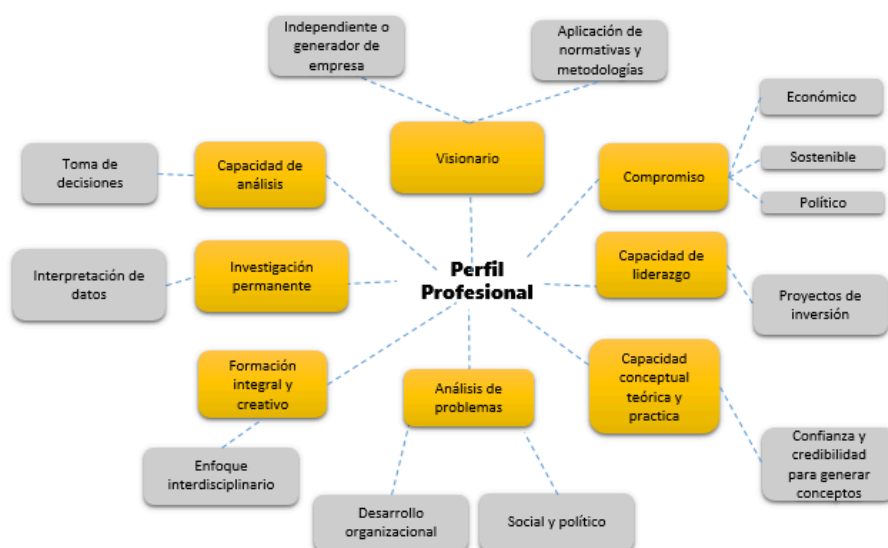 Independiente o
generador de
empresa
Aplicación de
normativas y
metodologías
Económico
Toma de
decisiones
Capacidad de
análisis
Visionario
Compromiso
Sostenible
Político
Interpretación de
datos
Investigación
permanente
Perfil
Profesional
Capacidad de
liderazgo
Proyectos de
inversión
Formación
integral y
creativo
Análisis de
problemas
Capacidad
conceptual
teórica y
practica
Enfoque
interdisciplinario
Desarrollo
organizacional
Social y político
Confianza y
credibilidad
para generar
conceptos